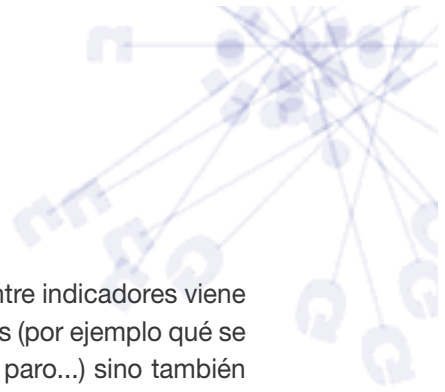 ntre indicadores viene
s (por ejemplo qué se
paro...) sino también